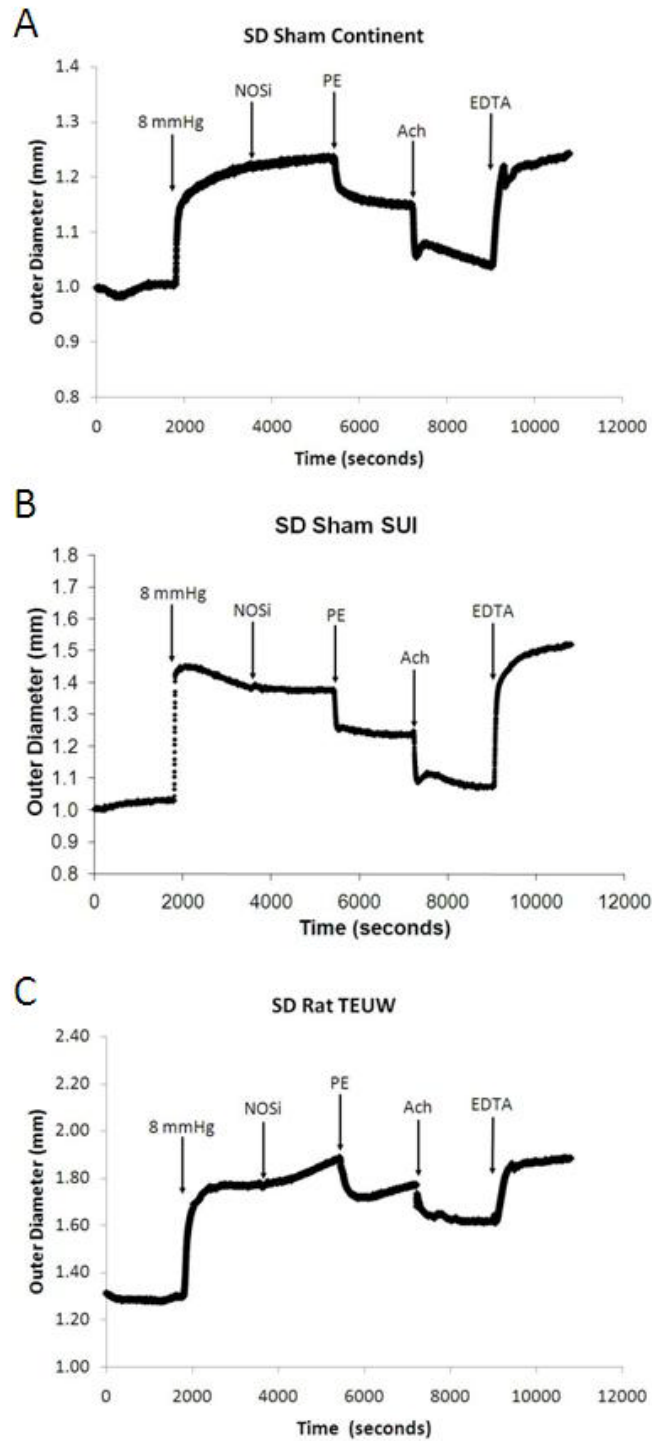 A
SD Sham Continent
1.4
1.3
1.2
1.1
1.0
0.9
0.8
Outer Diameter (mm)
8 mmHg
NOSi
PE
Ach
EDTA
0 2000 4000 6000 8000 10000 12000
Time (seconds)
B
SD Sham SUI
1.8
1.7
1.6
1.5
1.4
1.3
1.2
1.1
1.0
0.9
0.8
Outer Diameter (mm)
8 mmHg
NOSi
PE
Ach
EDTA
0 2000 4000 6000 8000 10000 12000
Time (seconds)
C
SD Rat TEUW
2.40
2.20
2.00
1.80
1.60
1.40
1.20
1.00
Outer Diameter (mm)
8 mmHg
NOSi
PE
Ach
EDTA
0 2000 4000 6000 8000 10000 12000
Time (seconds)